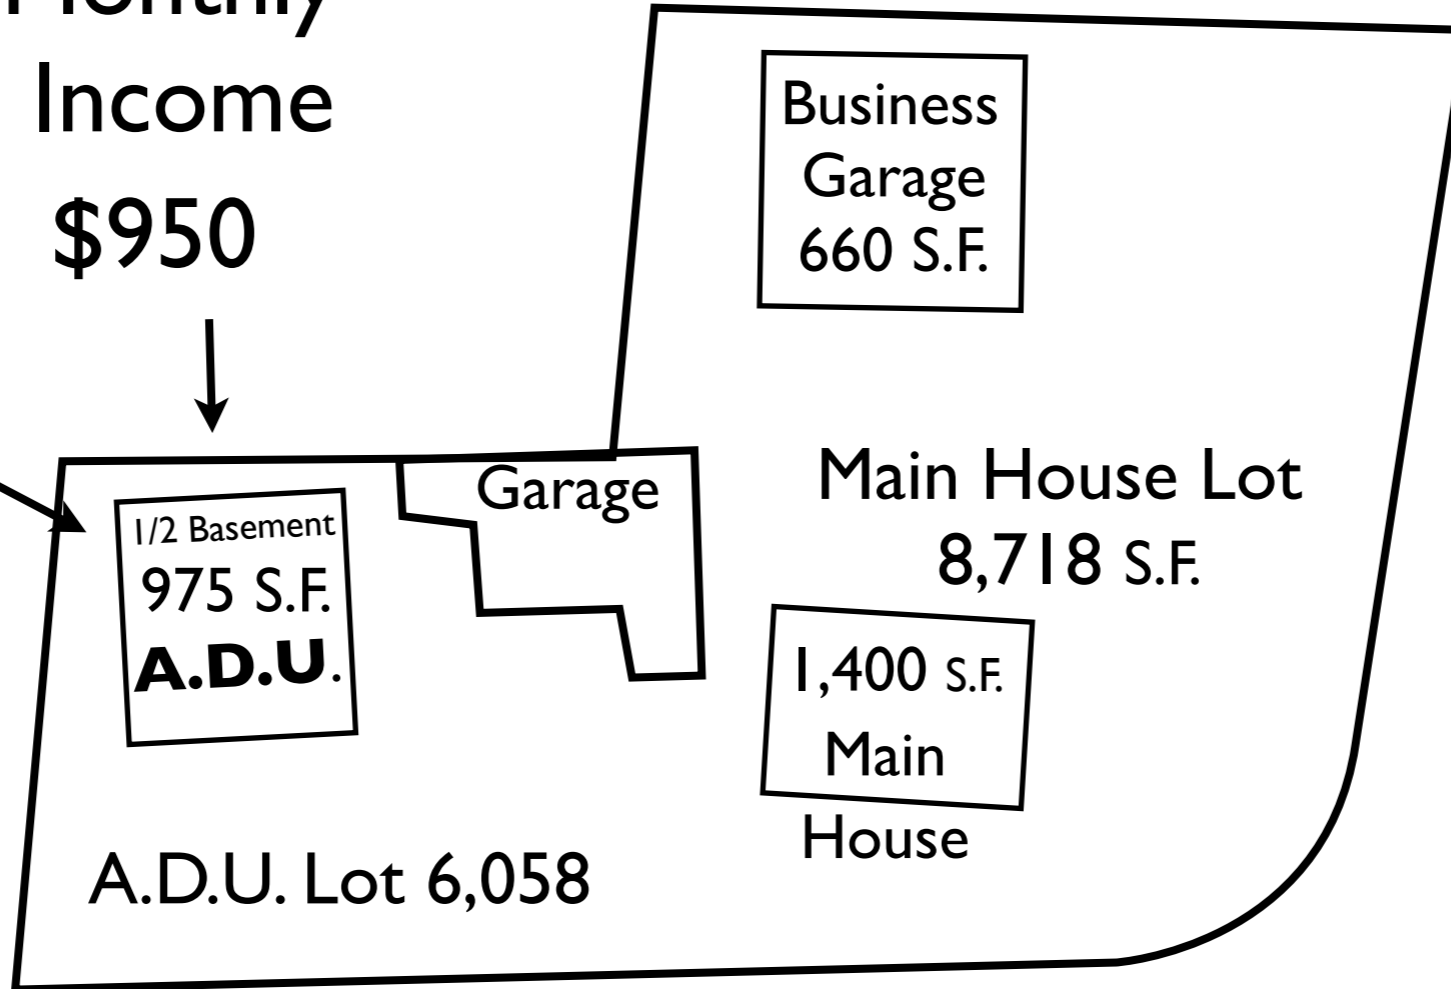 Monthly
Income
$950
Business
Garage
660 S.F.
Garage
Main House Lot
8,718 S.F.
1/2 Basement
975 S.F.
A.D.U.
1,400 S.F.
Main
House
A.D.U. Lot 6,058